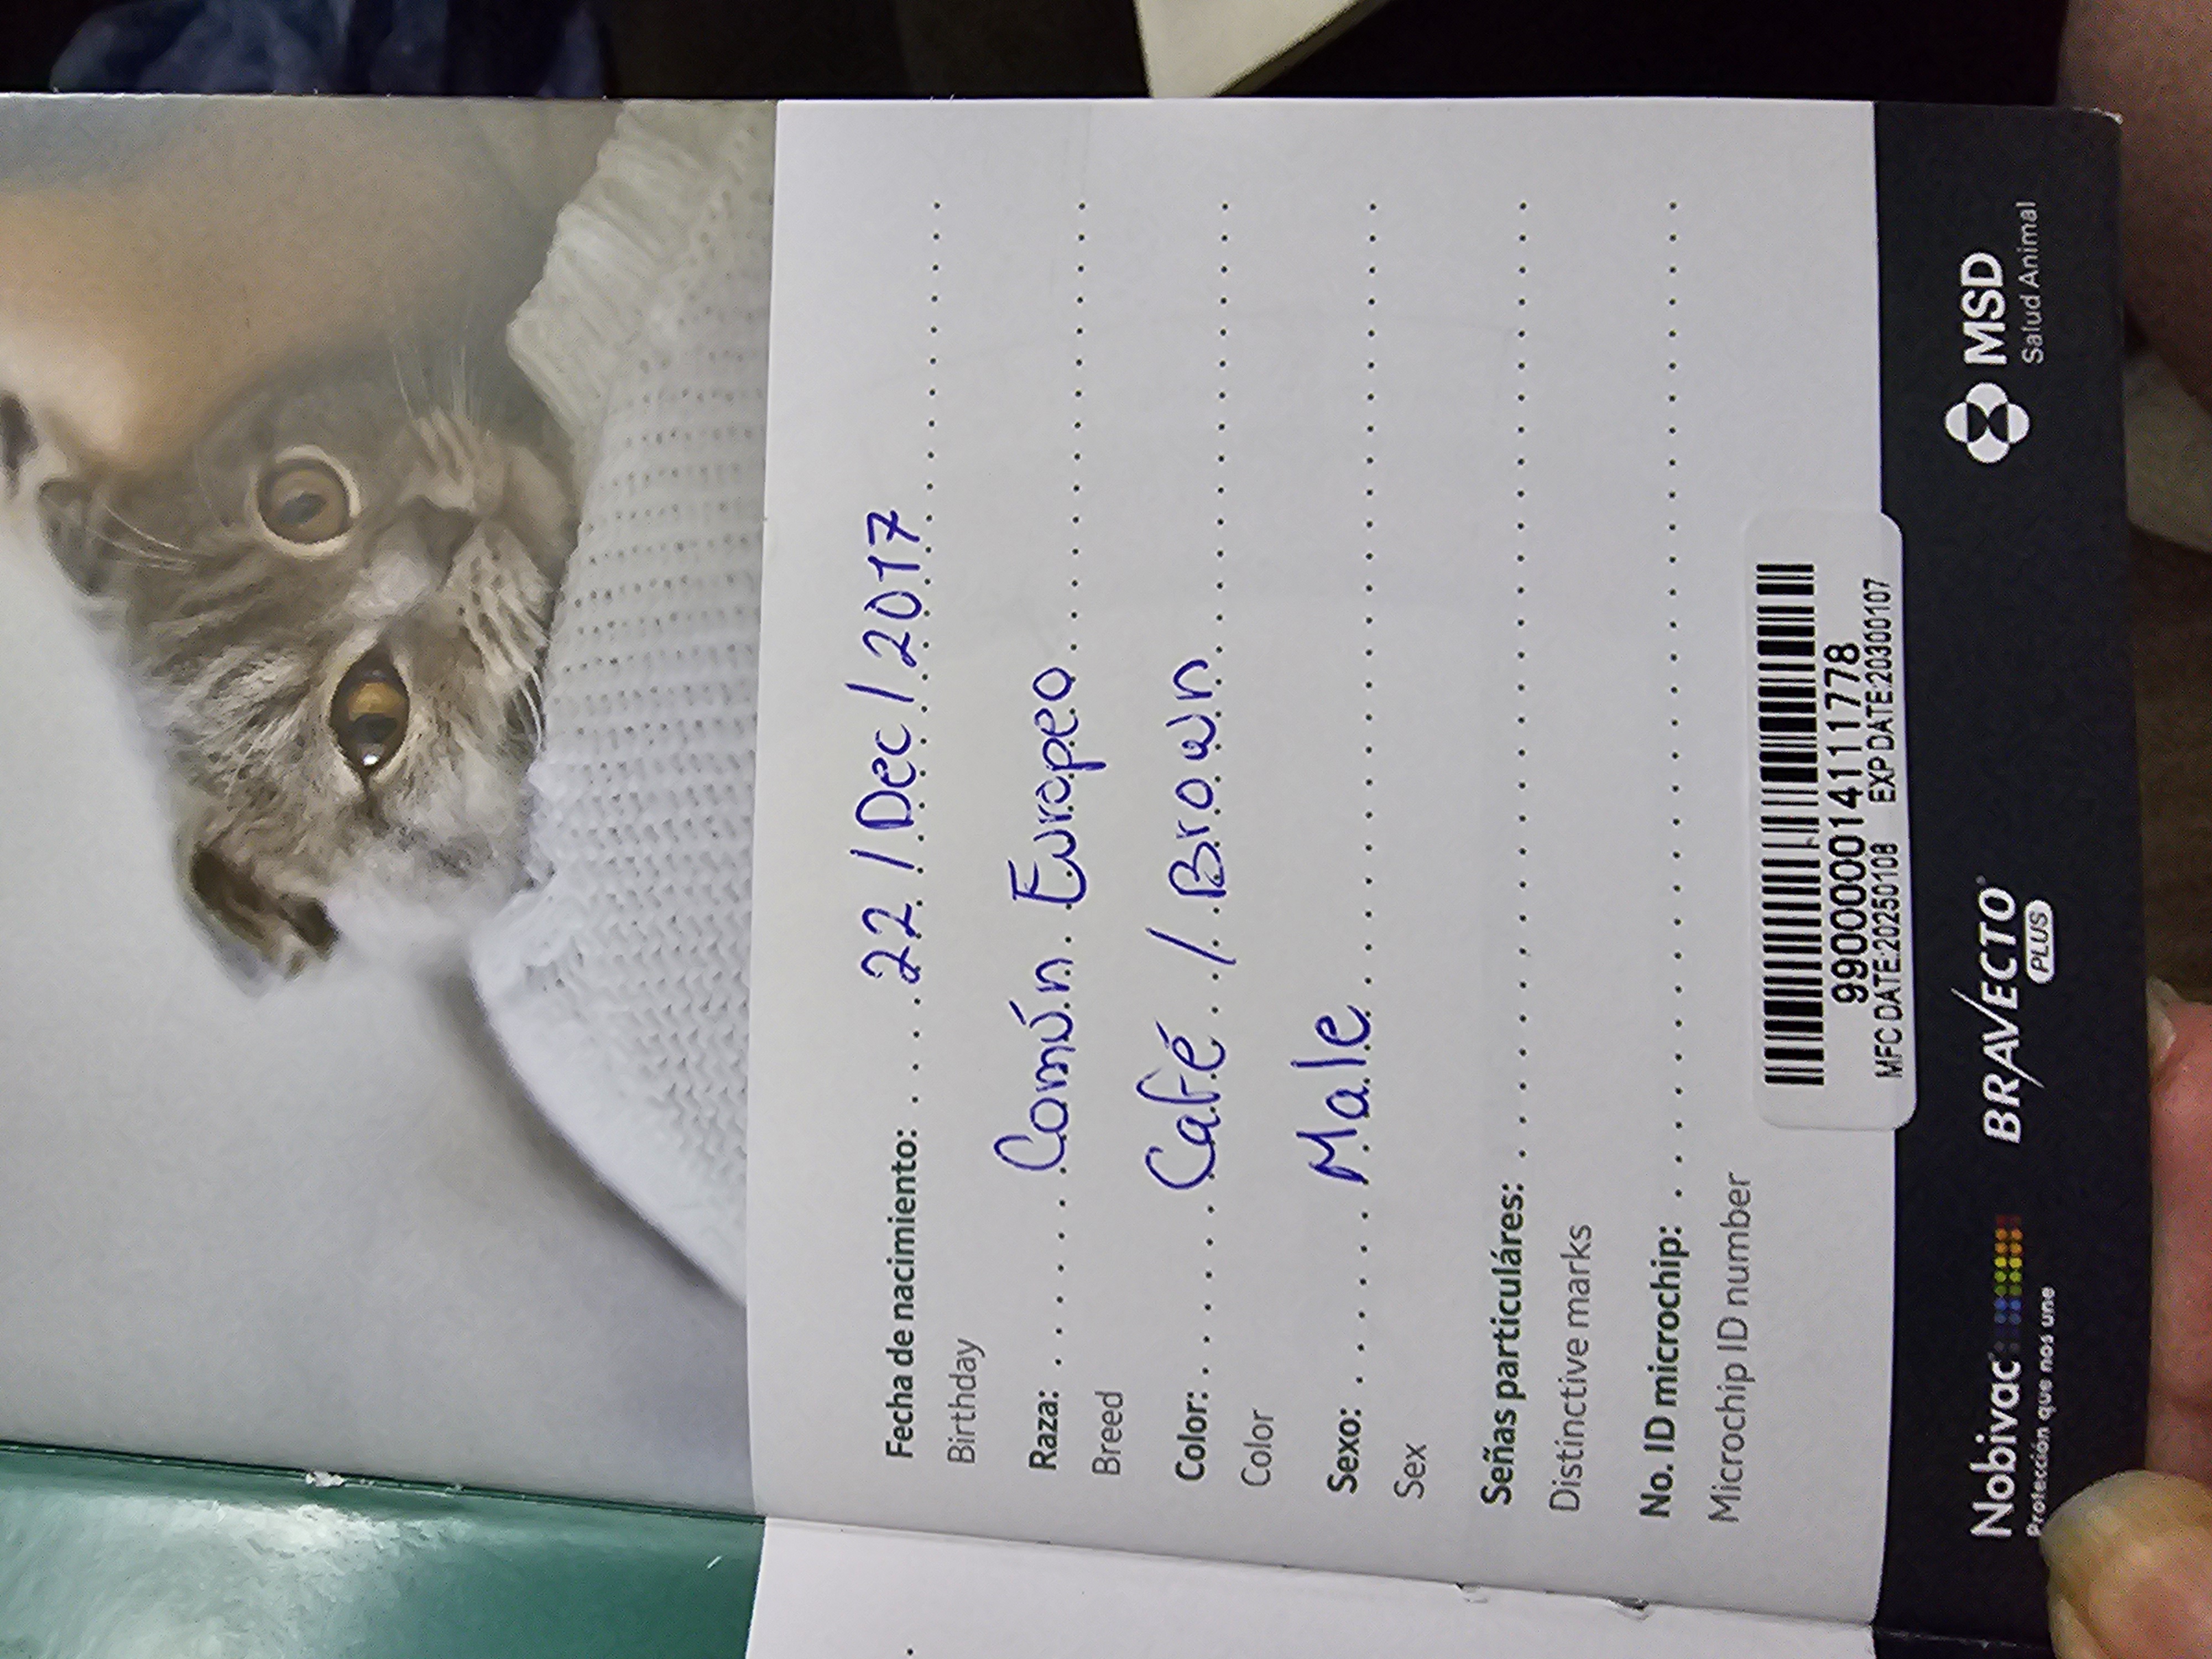 Fecha de nacimiento: 22/Dec/2017
Birthday
Raza: Común Europeo
Breed
Color: Café / Brown
Color
Sexo: Male
Sex
Señas particuláres:
Distinctive marks
No. ID microchip:
Microchip ID number
990000014111778
MFC DATE:20250108 EXP DATE:20300107
Nobivac
Protección que nos une
BRAVECTO
PLUS
MSD
Salud Animal